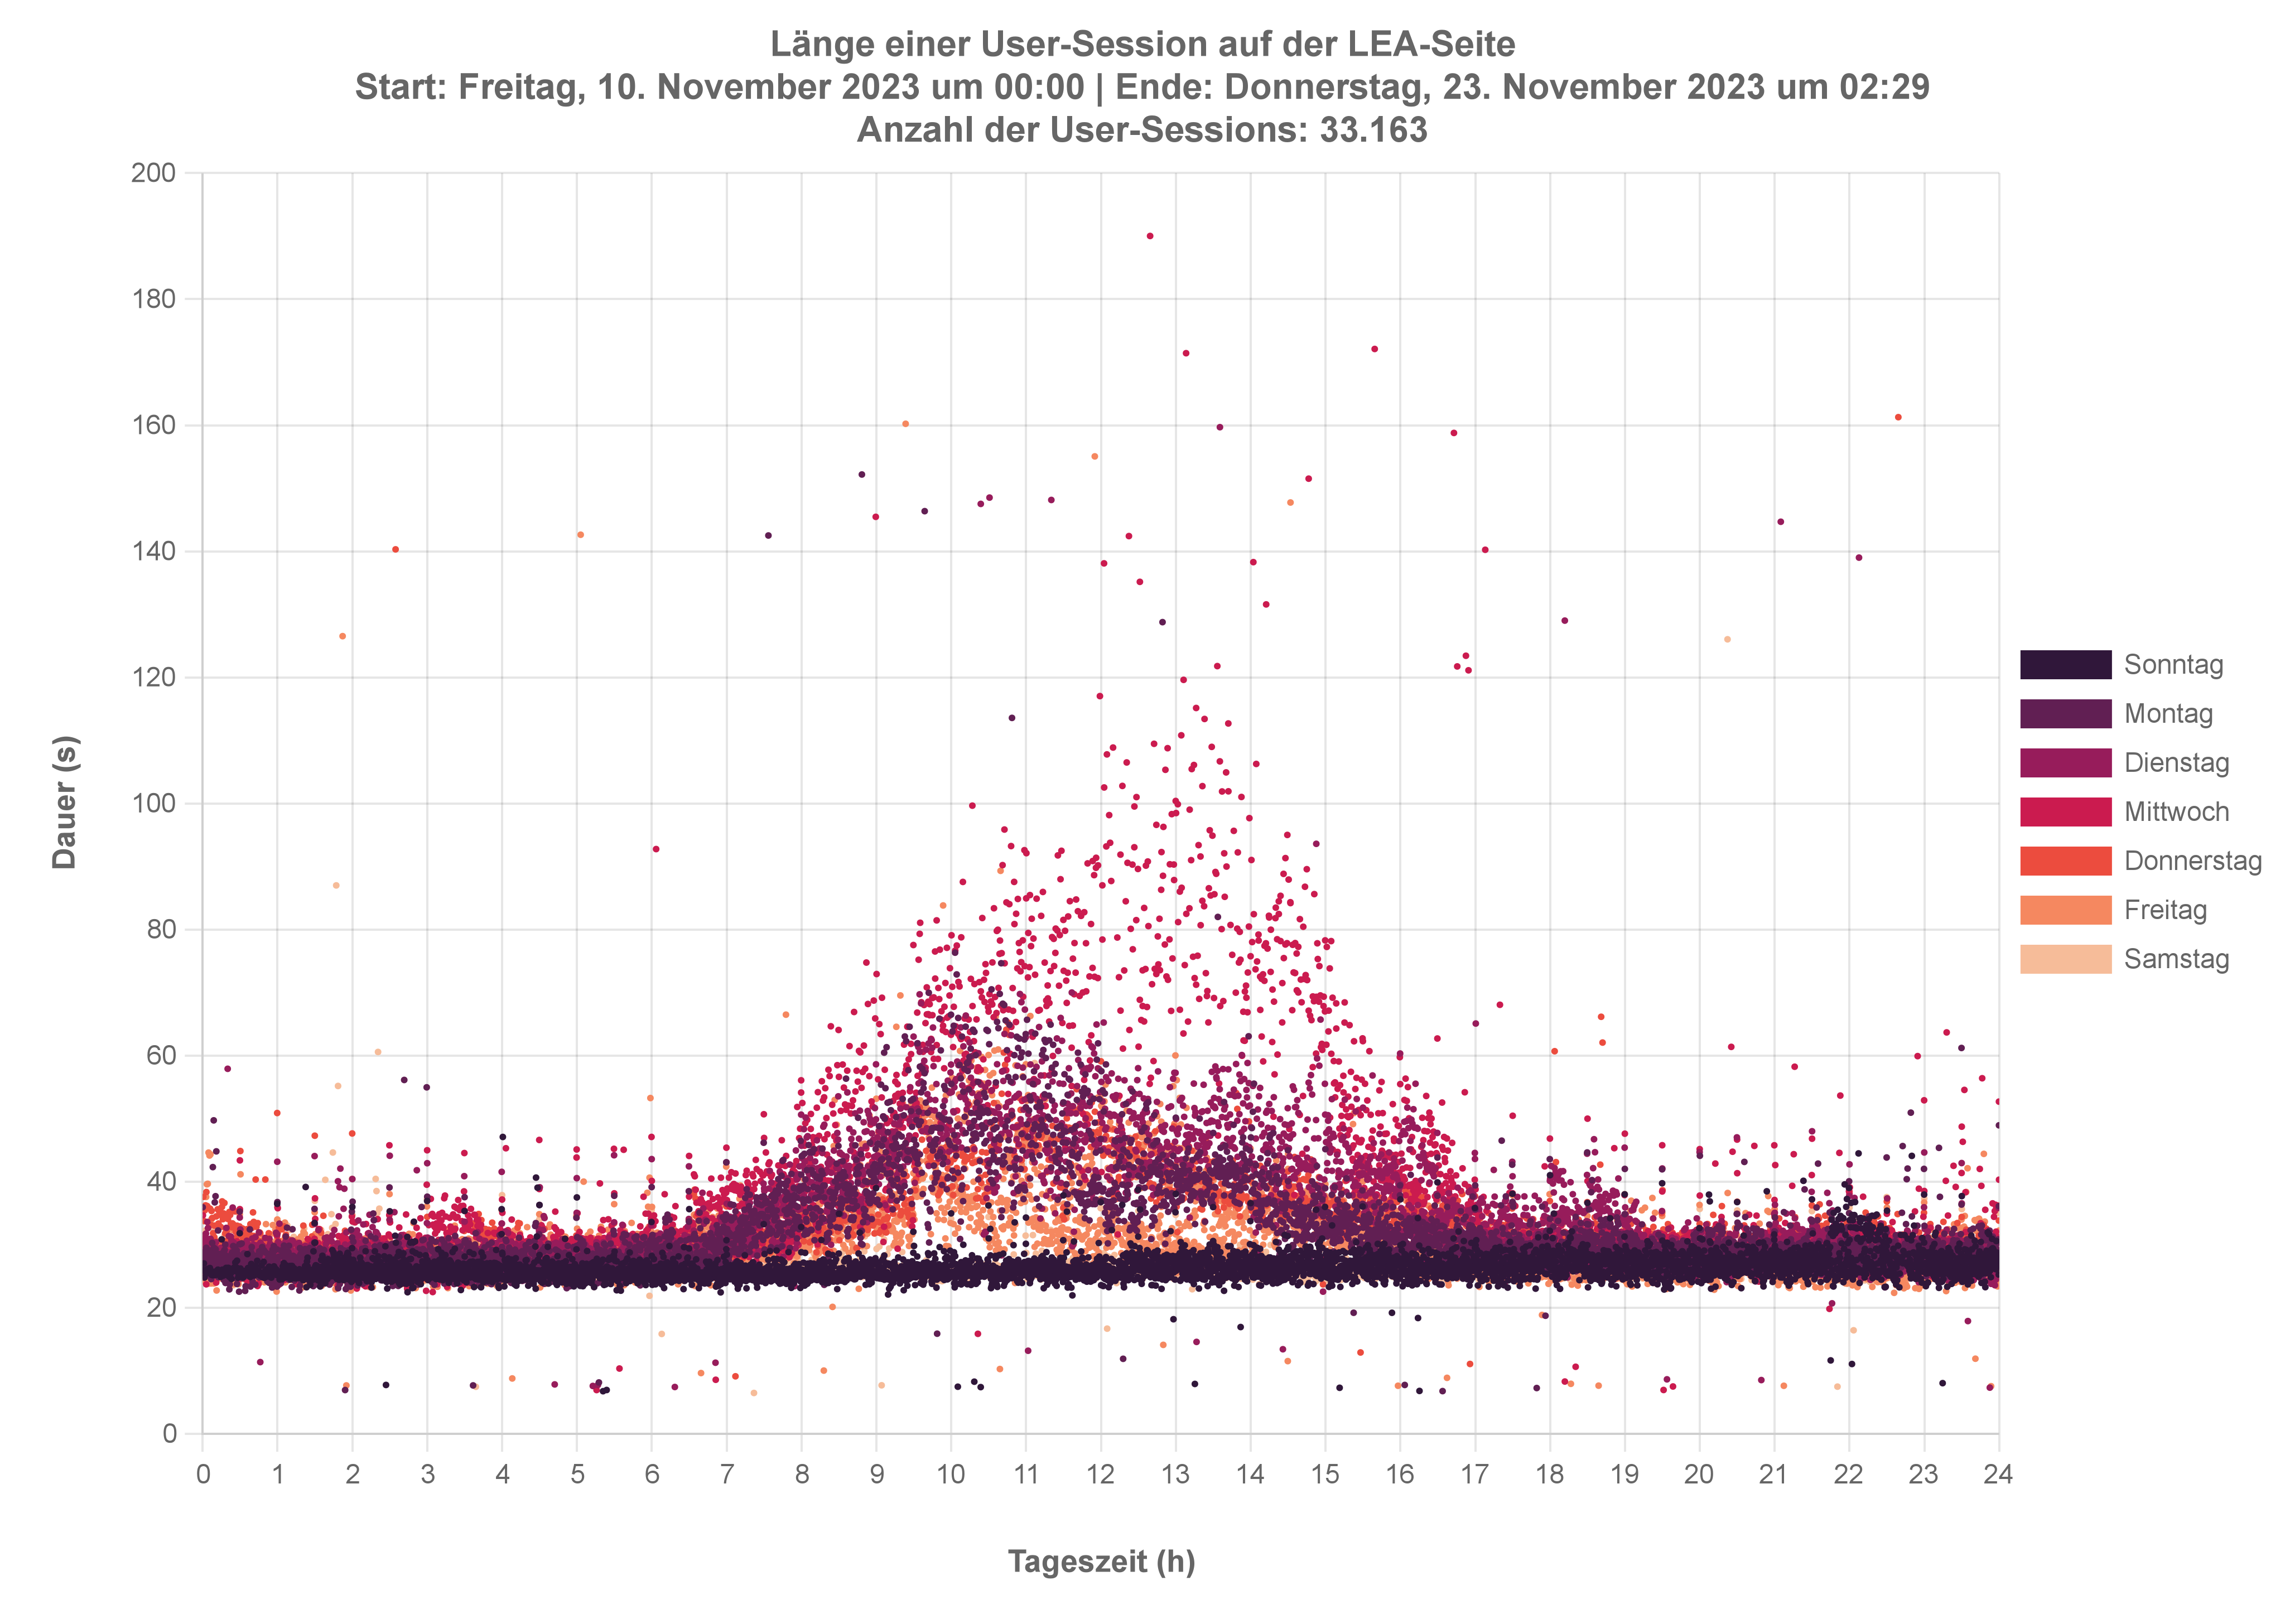 Länge einer User-Session auf der LEA-Seite
Start: Freitag, 10. November 2023 um 00:00 | Ende: Donnerstag, 23. November 2023 um 02:29
Anzahl der User-Sessions: 33.163
200
180
160
140
120
100
80
60
40
20
0
Dauer (s)
0 1 2 3 4 5 6 7 8 9 10 11 12 13 14 15 16 17 18 19 20 21 22 23 24
Tageszeit (h)
Sonntag
Montag
Dienstag
Mittwoch
Donnerstag
Freitag
Samstag